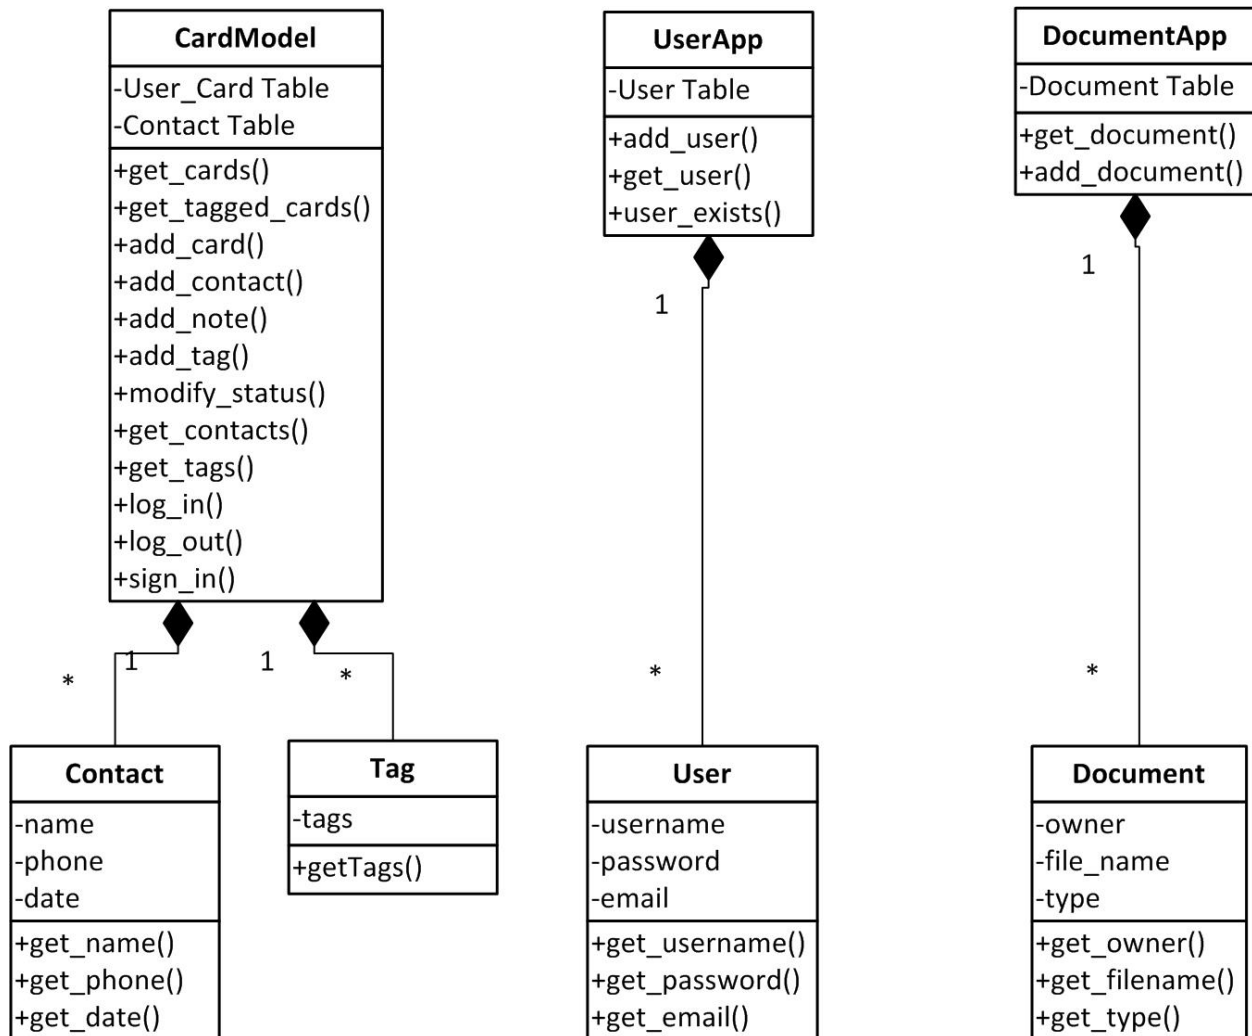 CardModel
-User_Card Table
-Contact Table
+get_cards()
+get_tagged_cards()
+add_card()
+add_contact()
+add_note()
+add_tag()
+modify_status()
+get_contacts()
+get_tags()
+log_in()
+log_out()
+sign_in()
UserApp
-User Table
+add_user()
+get_user()
+user_exists()
DocumentApp
-Document Table
+get_document()
+add_document()
1
*
1
*
1
*
1
*
Contact
-name
-phone
-date
+get_name()
+get_phone()
+get_date()
Tag
-tags
+getTags()
User
-username
-password
-email
+get_username()
+get_password()
+get_email()
Document
-owner
-file_name
-type
+get_owner()
+get_filename()
+get_type()